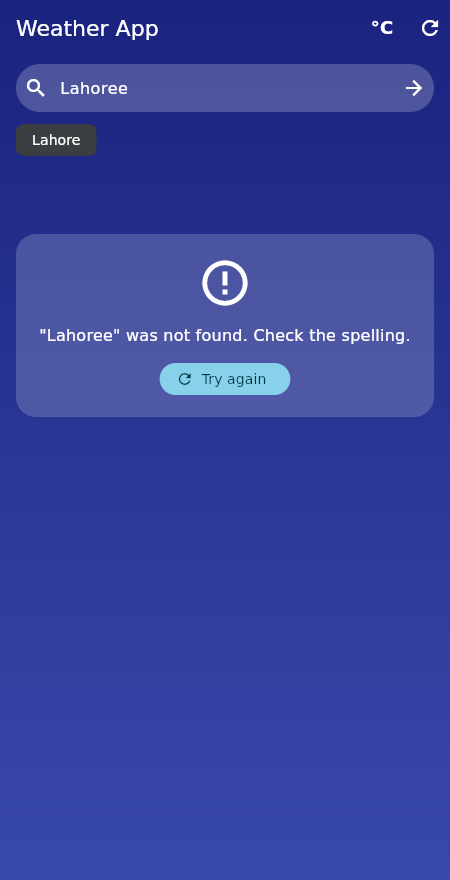 Weather App °C
Lahoree
Lahore
"Lahoree" was not found. Check the spelling.
Try again